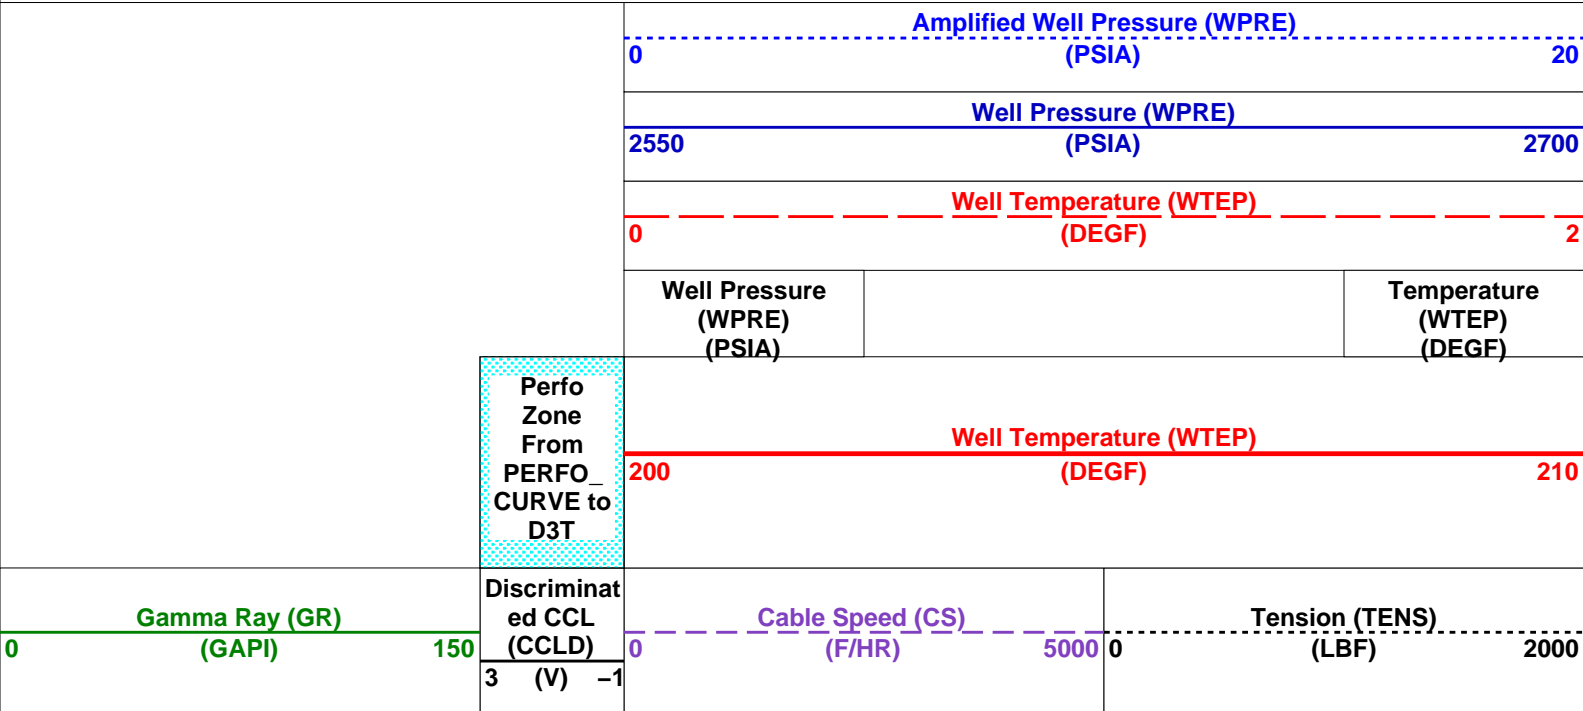 Amplified Well Pressure (WPRE)
0 (PSIA) 20
Well Pressure (WPRE)
2550 (PSIA) 2700
Well Temperature (WTEP)
0 (DEGF) 2
Well Pressure
(WPRE)
(PSIA)
Temperature
(WTEP)
(DEGF)
Perfo
Zone
From
PERFO_
CURVE to
D3T
Well Temperature (WTEP)
200 (DEGF) 210
Gamma Ray (GR)
0 (GAPI) 150
Discriminat
ed CCL
(CCLD)
3 (V) −1
Cable Speed (CS)
0 (F/HR) 5000
Tension (TENS)
0 (LBF) 2000